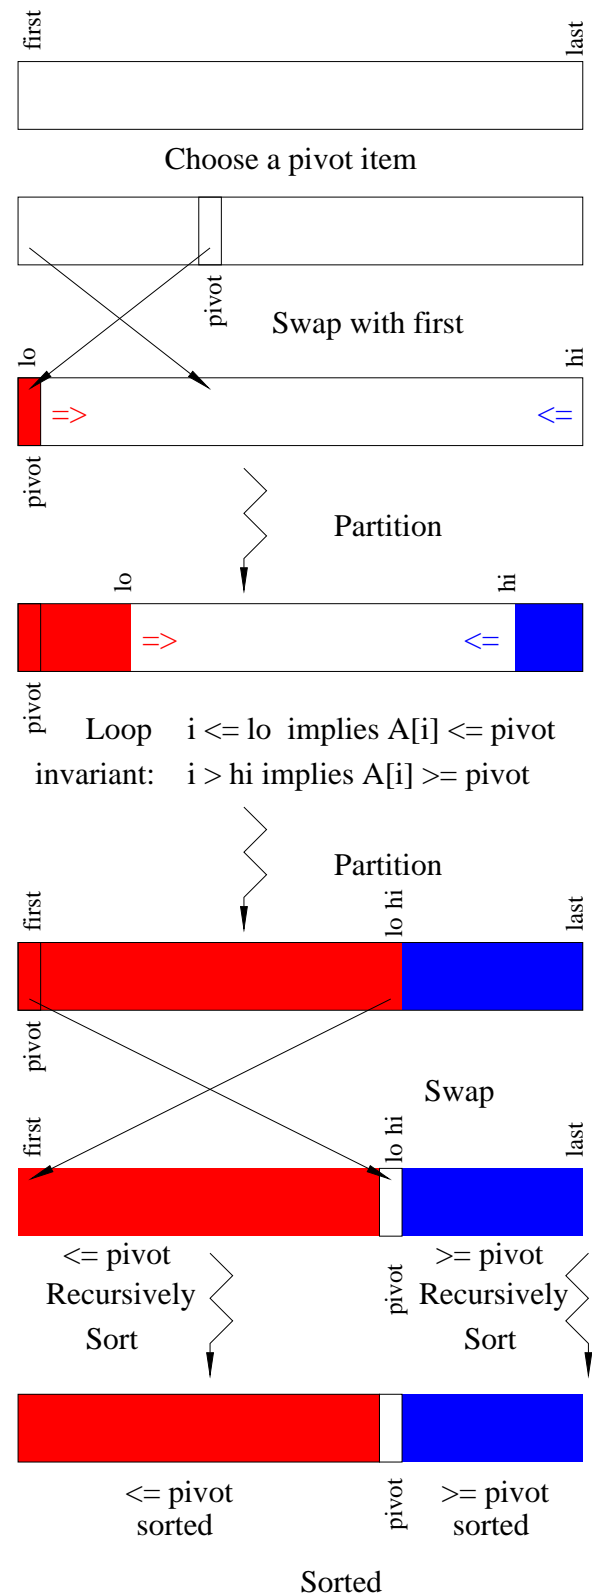 first last
Choose a pivot item
pivot
Swap with first
lo hi
=> <=
pivot
Partition
lo hi
=> <=
pivot
Loop i <= lo implies A[i] <= pivot
invariant: i > hi implies A[i] >= pivot
Partition
first lo hi last
pivot
Swap
first lo hi last
<= pivot >= pivot
pivot
Recursively Recursively
Sort Sort
pivot
<= pivot >= pivot
sorted sorted
Sorted